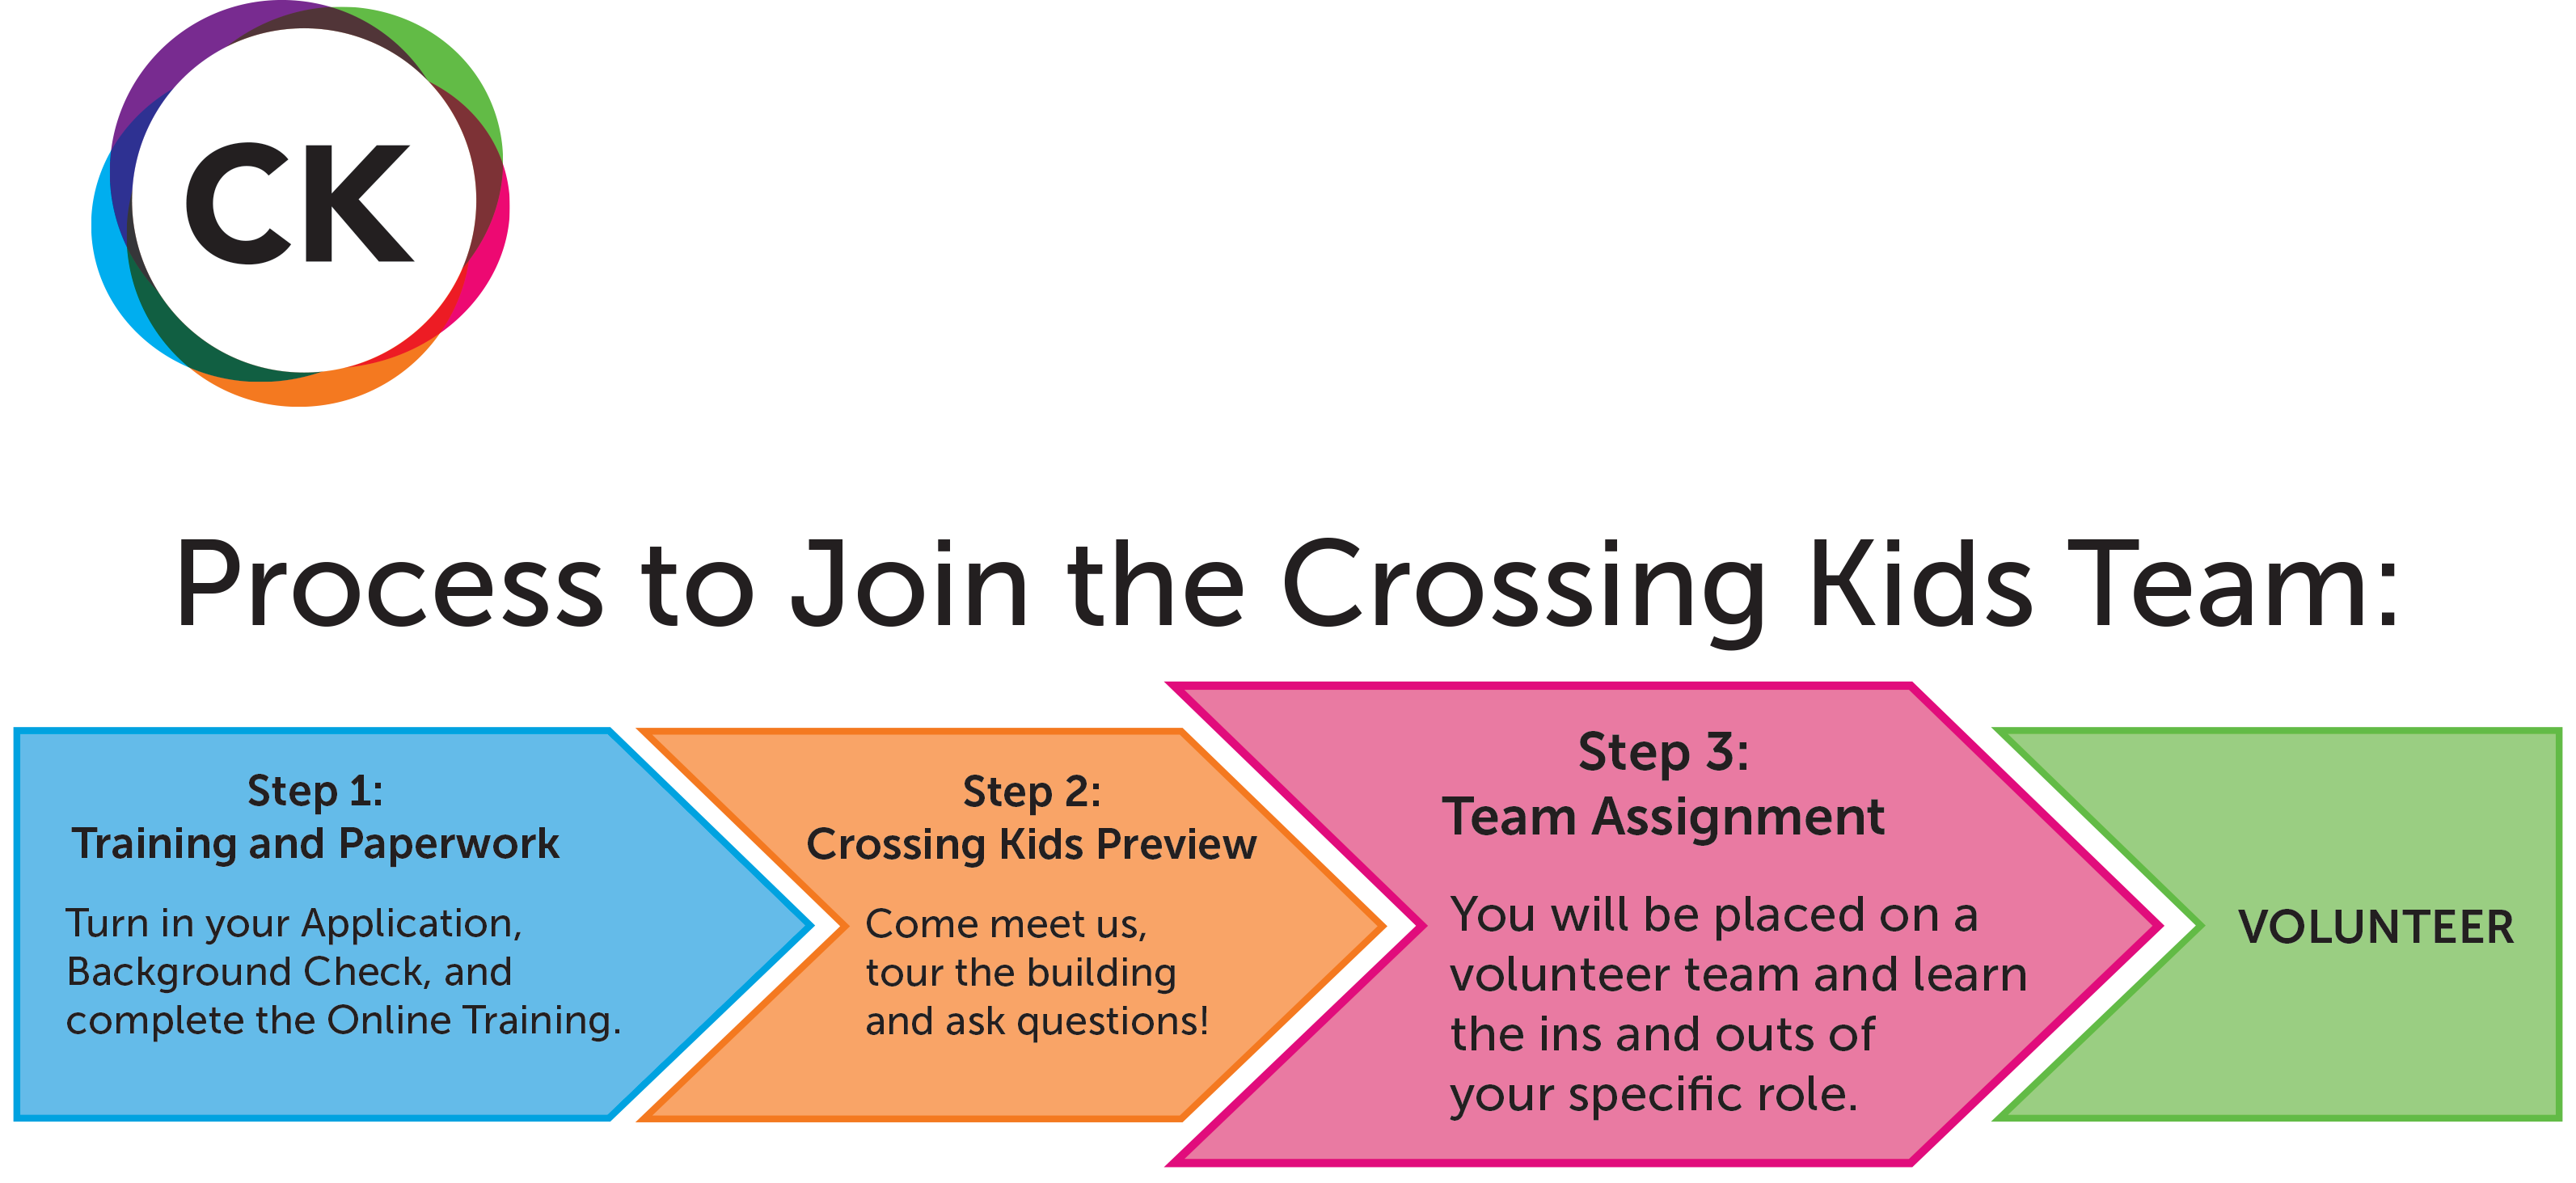 CK
Process to Join the Crossing Kids Team:
Step 1:
Training and Paperwork
Turn in your Application,
Background Check, and
complete the Online Training.
Step 2:
Crossing Kids Preview
Come meet us,
tour the building
and ask questions!
Step 3:
Team Assignment
You will be placed on a
volunteer team and learn
the ins and outs of
your specific role.
VOLUNTEER